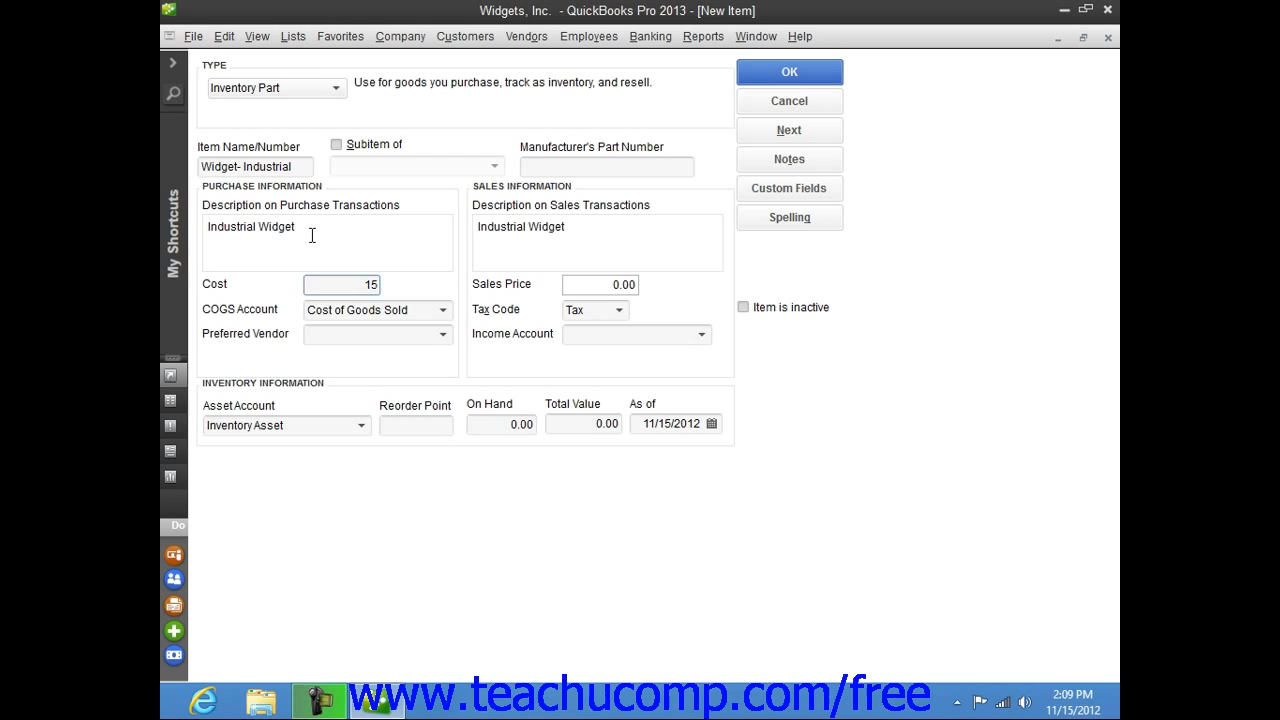 Widgets, Inc. - QuickBooks Pro 2013 - [New Item]
File Edit View Lists Favorites Company Customers Vendors Employees Banking Reports Window Help
TYPE
Inventory Part
Use for goods you purchase, track as inventory, and resell.
OK
Cancel
Next
Notes
Custom Fields
Spelling
Item Name/Number
Subitem of
Manufacturer's Part Number
Widget- Industrial
PURCHASE INFORMATION
Description on Purchase Transactions
Industrial Widget
Cost 15
COGS Account Cost of Goods Sold
Preferred Vendor
SALES INFORMATION
Description on Sales Transactions
Industrial Widget
Sales Price 0.00
Tax Code Tax
Income Account
Item is inactive
INVENTORY INFORMATION
Asset Account Reorder Point On Hand Total Value As of
Inventory Asset 0.00 0.00 11/15/2012
My Shortcuts
Do
www.teachucomp.com/free
2:09 PM
11/15/2012